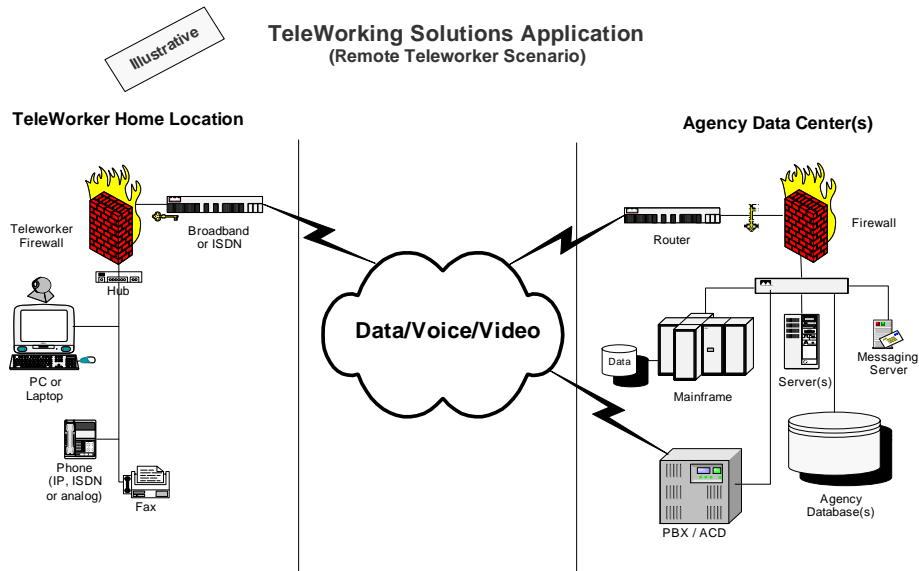 Illustrative
TeleWorking Solutions Application
(Remote Teleworker Scenario)
TeleWorker Home Location
Agency Data Center(s)
Teleworker
Firewall
Broadband
or ISDN
Hub
PC or
Laptop
Phone
(IP, ISDN
or analog)
Fax
Data/Voice/Video
Router
Firewall
Data
Mainframe
Server(s)
Messaging
Server
PBX / ACD
Agency
Database(s)